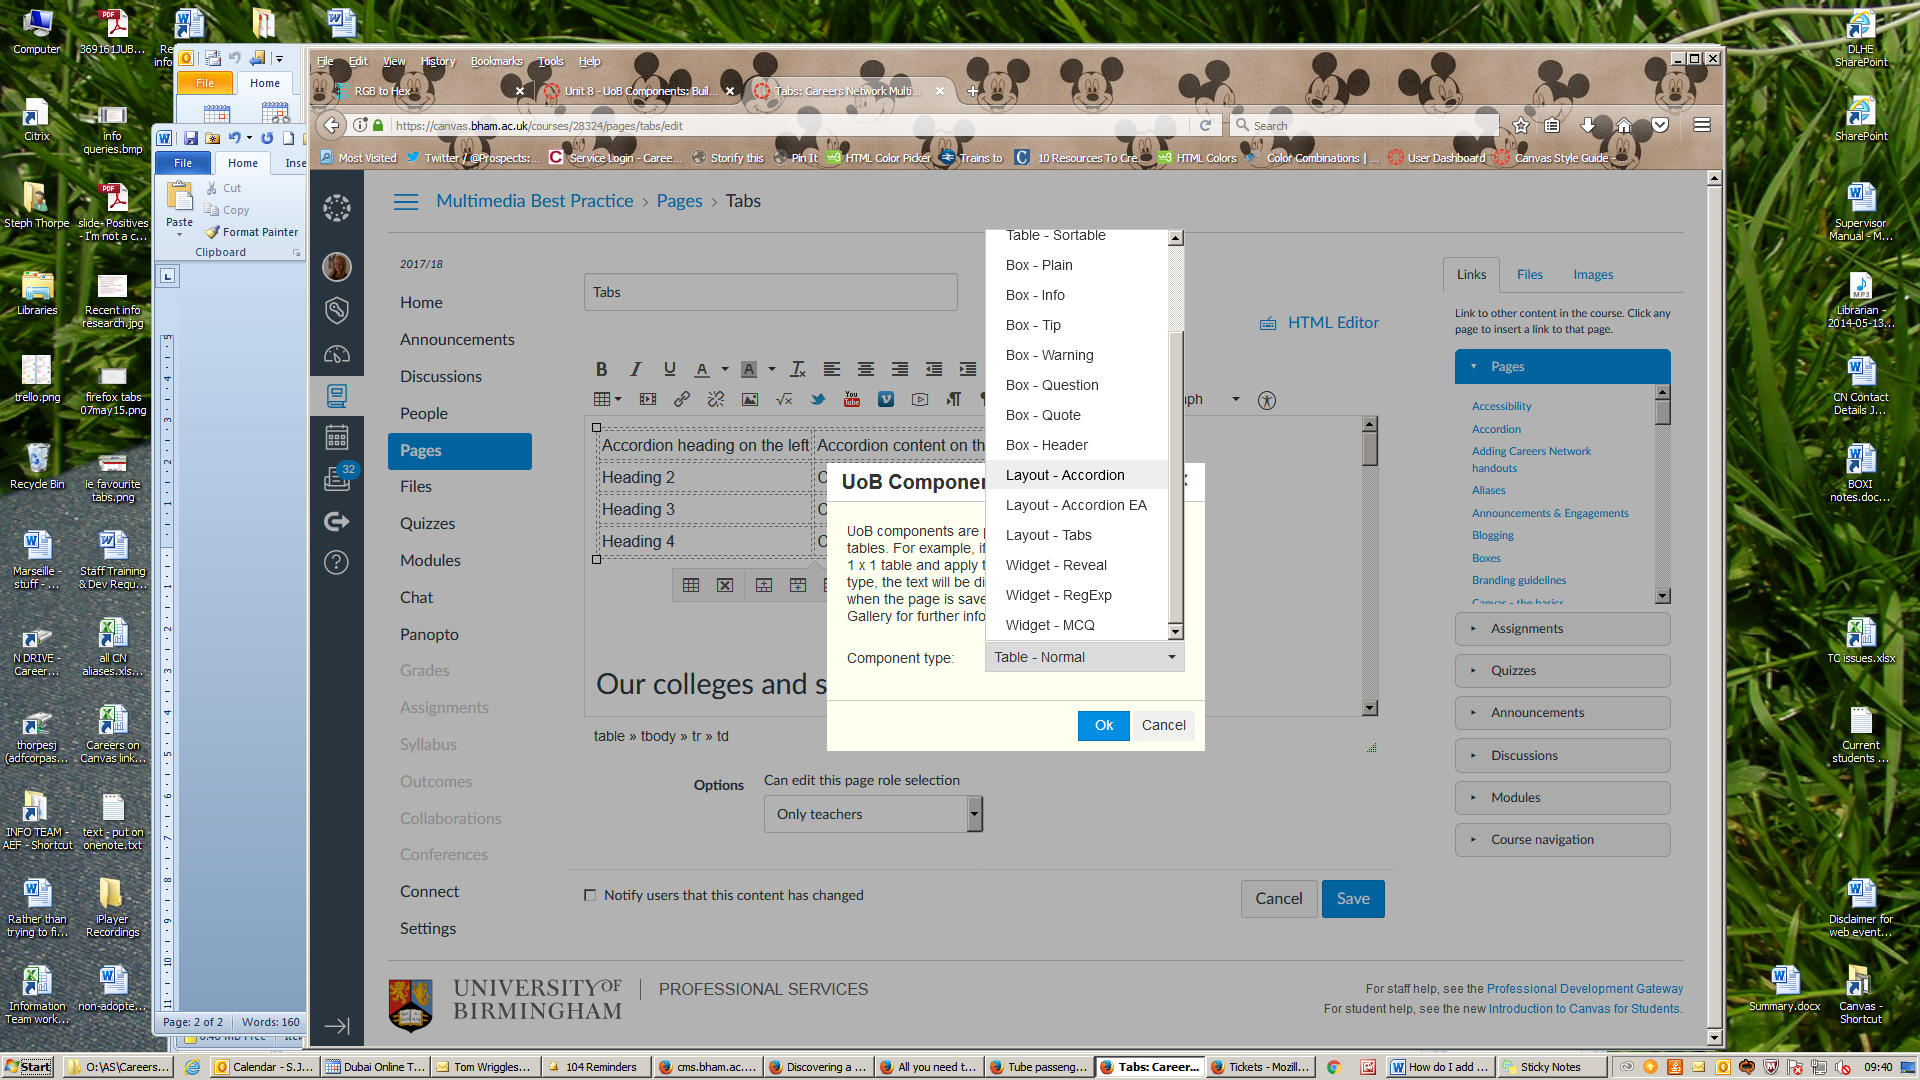 Computer
369161JUB...
Re
info
Citrix
info
queries.bmp
Steph Thorpe
slide- Positives
- I'm not a c...
Libraries
Recent info
research.jpg
trello.png
firefox tabs
07may15.png
Recycle Bin
ie favourite
tabs.png
Marseille -
stuff - ...
Staff Training
& Dev Requ...
N DRIVE -
Career...
all CN
aliases.xls...
thorpesj
(adfcorpas...
Careers on
Canvas link...
INFO TEAM -
AEF - Shortcut
text - put on
onenote.txt
Rather than
trying to fi...
iPlayer
Recordings
Information
Team work...
non-adopte...
File
Home
File
Home
Inse
Paste
Cut
Copy
Format Painter
Clipboard
Page: 2 of 2
Words: 160
File Edit View History Bookmarks Tools Help
RGB to Hex
Unit 8 - UoB Components: Buil...
Tabs: Careers Network Multi...
https://canvas.bham.ac.uk/courses/28324/pages/tabs/edit
Search
Most Visited
Twitter / @Prospects:...
Service Login - Caree...
Storify this
Pin It
HTML Color Picker
Trains to
10 Resources To Cre...
HTML Colors
Color Combinations | ...
User Dashboard
Canvas Style Guide -...
Multimedia Best Practice > Pages > Tabs
32
2017/18
Home
Announcements
Discussions
People
Pages
Files
Quizzes
Modules
Chat
Panopto
Grades
Assignments
Syllabus
Outcomes
Collaborations
Conferences
Connect
Settings
Tabs
HTML Editor
aph
Accordion heading on the left
Accordion content on th
Heading 2
Heading 3
Heading 4
Our colleges and s
table » tbody » tr » td
UoB Compone
UoB components are p
tables. For example, if
1 x 1 table and apply t
type, the text will be di
when the page is save
Gallery for further info
Component type:
Table - Normal
Ok
Cancel
Table - Sortable
Box - Plain
Box - Info
Box - Tip
Box - Warning
Box - Question
Box - Quote
Box - Header
Layout - Accordion
Layout - Accordion EA
Layout - Tabs
Widget - Reveal
Widget - RegExp
Widget - MCQ
Options
Can edit this page role selection
Only teachers
Notify users that this content has changed
Cancel
Save
Links
Files
Images
Link to other content in the course. Click any
page to insert a link to that page.
Pages
Accessibility
Accordion
Adding Careers Network
handouts
Aliases
Announcements & Engagements
Blogging
Boxes
Branding guidelines
Canvas - the basics
Assignments
Quizzes
Announcements
Discussions
Modules
Course navigation
UNIVERSITY OF
BIRMINGHAM
PROFESSIONAL SERVICES
For staff help, see the Professional Development Gateway
For student help, see the new Introduction to Canvas for Students.
DLHE
SharePoint
SharePoint
Supervisor
Manual - M...
Librarian -
2014-05-13...
CN Contact
Details J...
BOXI
notes.doc...
TC issues.xlsx
Current
students ...
Disclaimer for
web event...
Summary.docx
Canvas -
Shortcut
Start
O:\AS\Careers...
Calendar - S.J...
Dubai Online T...
Tom Wriggles...
104 Reminders
cms.bham.ac....
Discovering a ...
All you need t...
Tube passeng...
Tabs: Career...
Tickets - Mozill...
How do I add ...
Sticky Notes
09:40